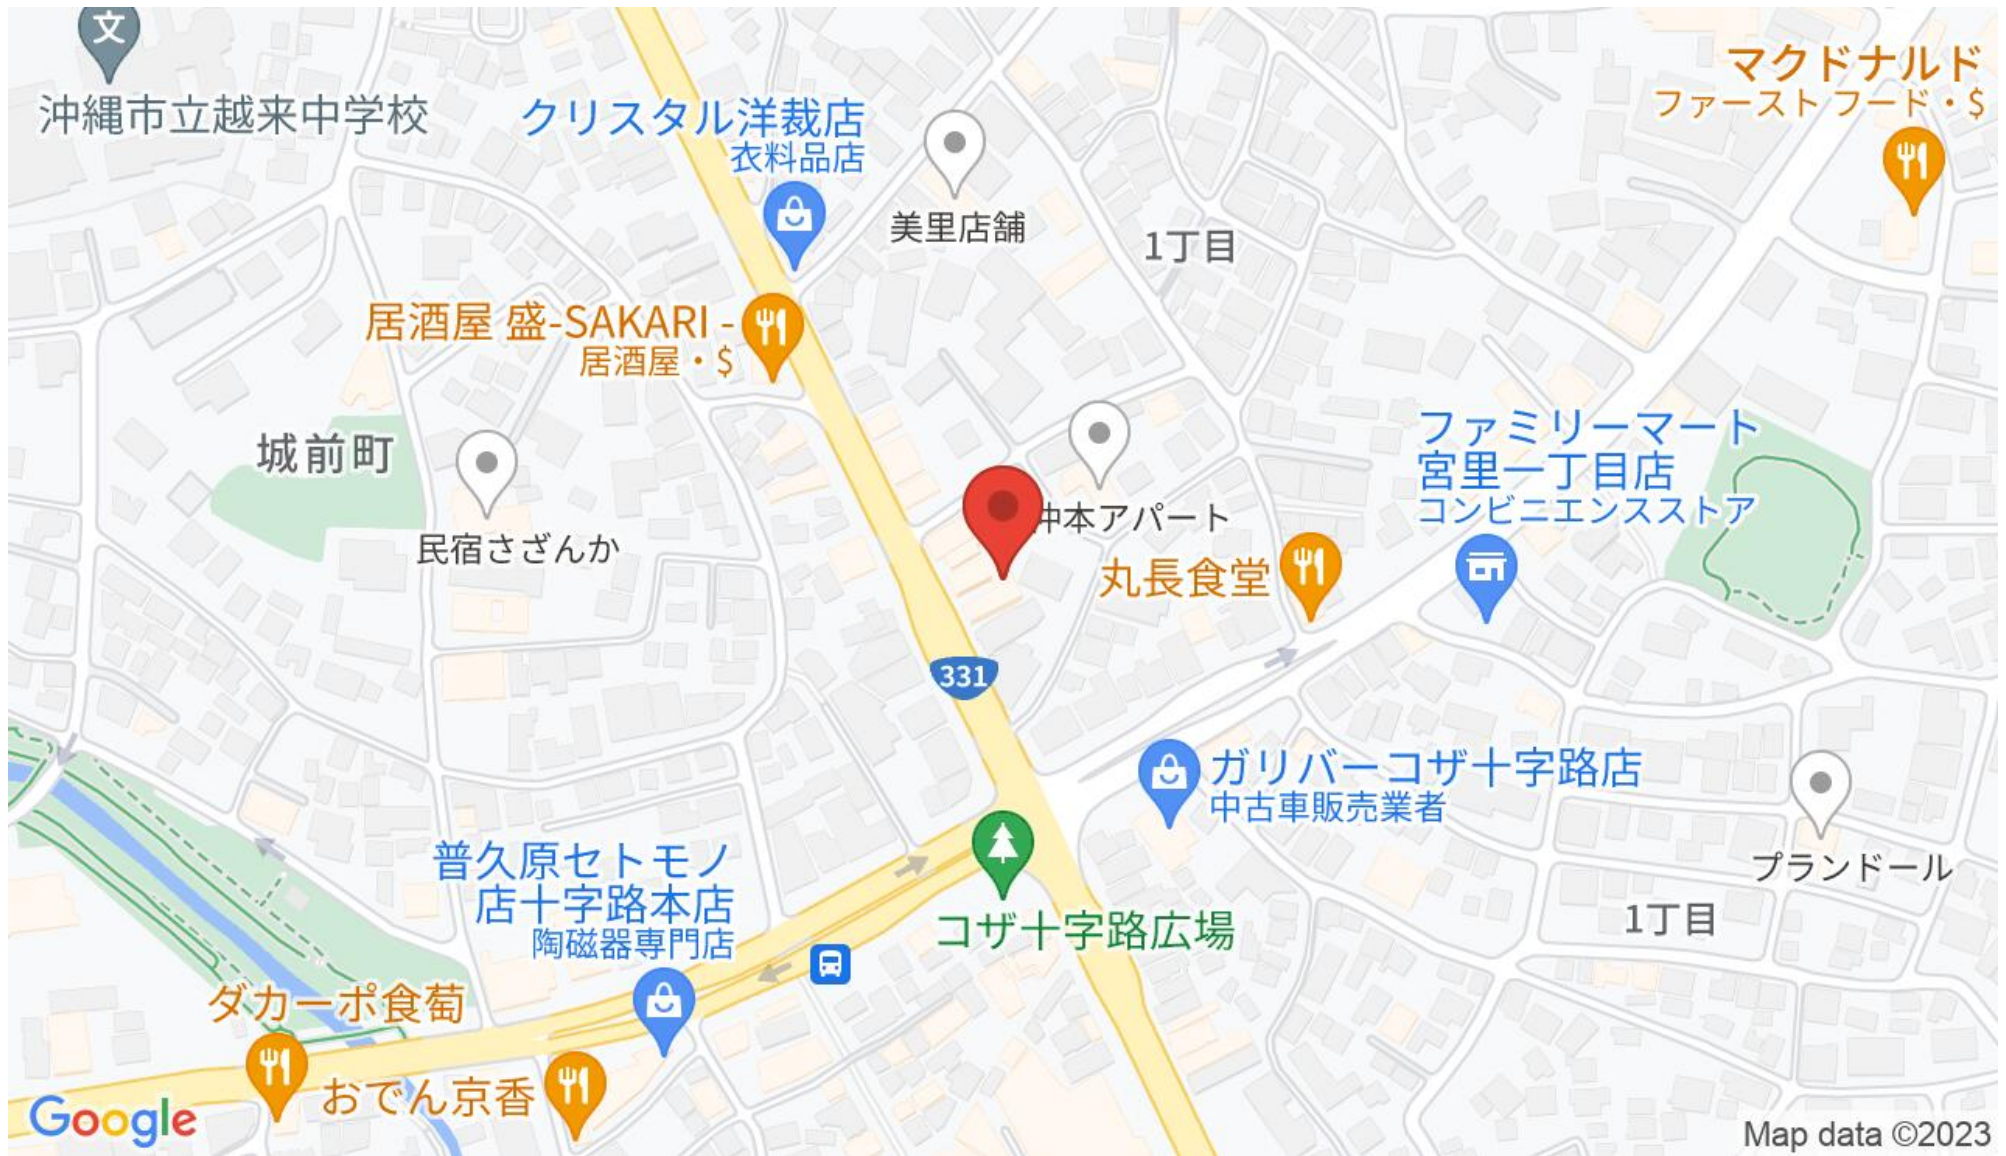 文
沖縄市立越来中学校
クリスタル洋裁店
衣料品店
美里店舗
1丁目
マクドナルド
ファースト フード・$
居酒屋 盛-SAKARI -
居酒屋・$
城前町
民宿さざんか
沖本アパート
丸長食堂
ファミリーマート
宮里一丁目店
コンビニエンスストア
331
ガリバーコザ十字路店
中古車販売業者
プランドール
1丁目
普久原セトモノ
店十字路本店
陶磁器専門店
コザ十字路広場
ダカーポ食萄
おでん京香
Google
Map data ©2023